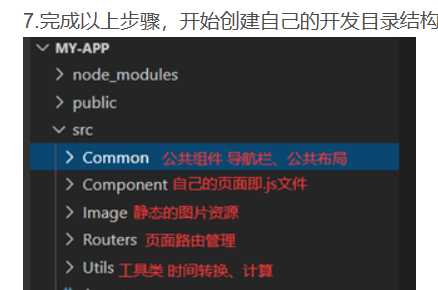 7.完成以上步骤，开始创建自己的开发目录结构
MY-APP
node_modules
public
src
Common 公共组件 导航栏、公共布局
Component 自己的页面即.js文件
Image 静态的图片资源
Routers 页面路由管理
Utils 工具类 时间转换、计算